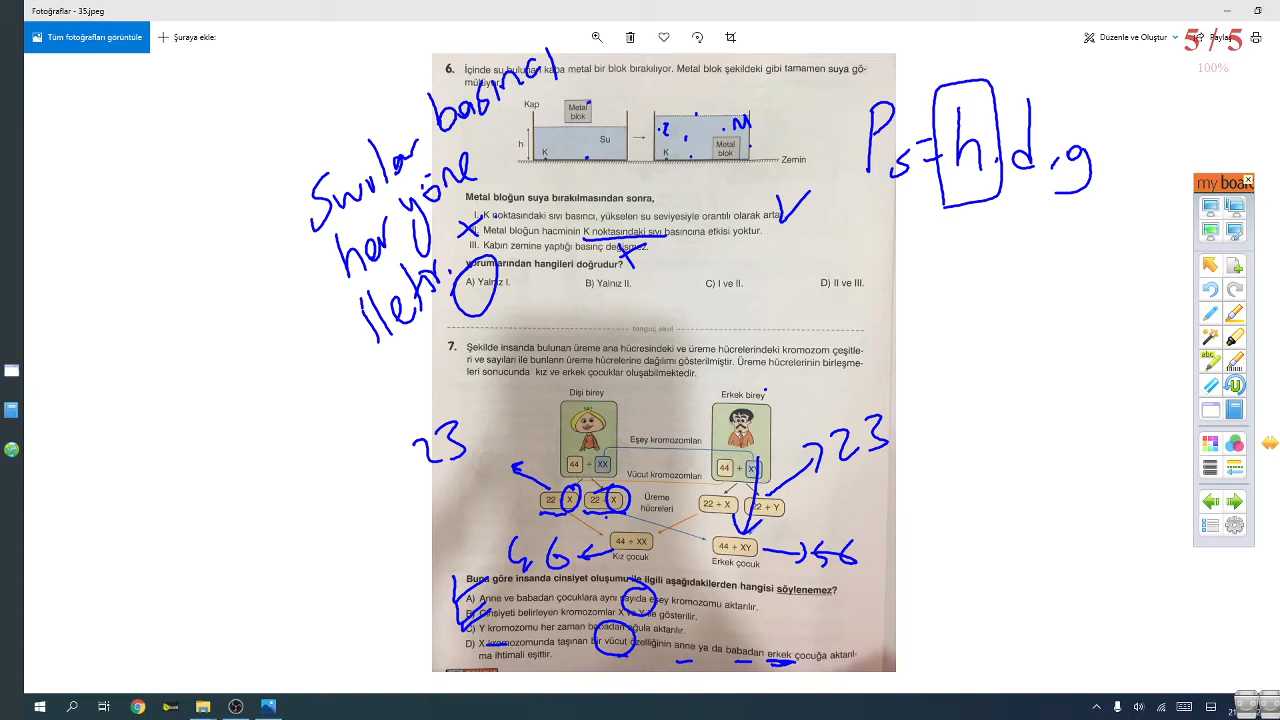 Fotoğraflar - 35.jpeg
Tüm fotoğrafları görüntüle
Şuraya ekle:
Düzenle ve Oluştur
Paylaş
5 / 5
100%
6. İçinde su bulunan kaba metal bir blok bırakılıyor. Metal blok şekildeki gibi tamamen suya gö-
mülüyor.
Kap
Metal
blok
h
Su
K
L
M
K
Metal
blok
Zemin
Metal bloğun suya bırakılmasından sonra,
I. K noktasındaki sıvı basıncı, yükselen su seviyesiyle orantılı olarak artar.
II. Metal bloğun hacminin K noktasındaki sıvı basıncına etkisi yoktur.
III. Kabın zemine yaptığı basınç değişmez.
yorumlarından hangileri doğrudur?
A) Yalnız I.
B) Yalnız II.
C) I ve II.
D) II ve III.
Sıvılar basıncı
her yöne
iletir.
Ps = h.d.g
tonguç okul
7. Şekilde insanda bulunan üreme ana hücresindeki ve üreme hücrelerindeki kromozom çeşitle-
ri ve sayıları ile bunların üreme hücrelerine dağılımı gösterilmiştir. Üreme hücrelerinin birleşme-
leri sonucunda kız ve erkek çocuklar oluşabilmektedir.
Dişi birey
Erkek birey
Eşey kromozomları
44 + XX
44 + XY
Vücut kromozomları
23
23
22 + X
22 + X
Üreme
hücreleri
22 + X
22 + Y
44 + XX
Kız çocuk
44 + XY
Erkek çocuk
46
46
Buna göre insanda cinsiyet oluşumu ile ilgili aşağıdakilerden hangisi söylenemez?
A) Anne ve babadan çocuklara aynı sayıda eşey kromozomu aktarılır.
B) Cinsiyeti belirleyen kromozomlar X ve Y ile gösterilir.
C) Y kromozomu her zaman babadan oğula aktarılır.
D) X kromozomunda taşınan bir vücut özelliğinin anne ya da babadan erkek çocuğa aktarıl-
ma ihtimali eşittir.
my board
abc